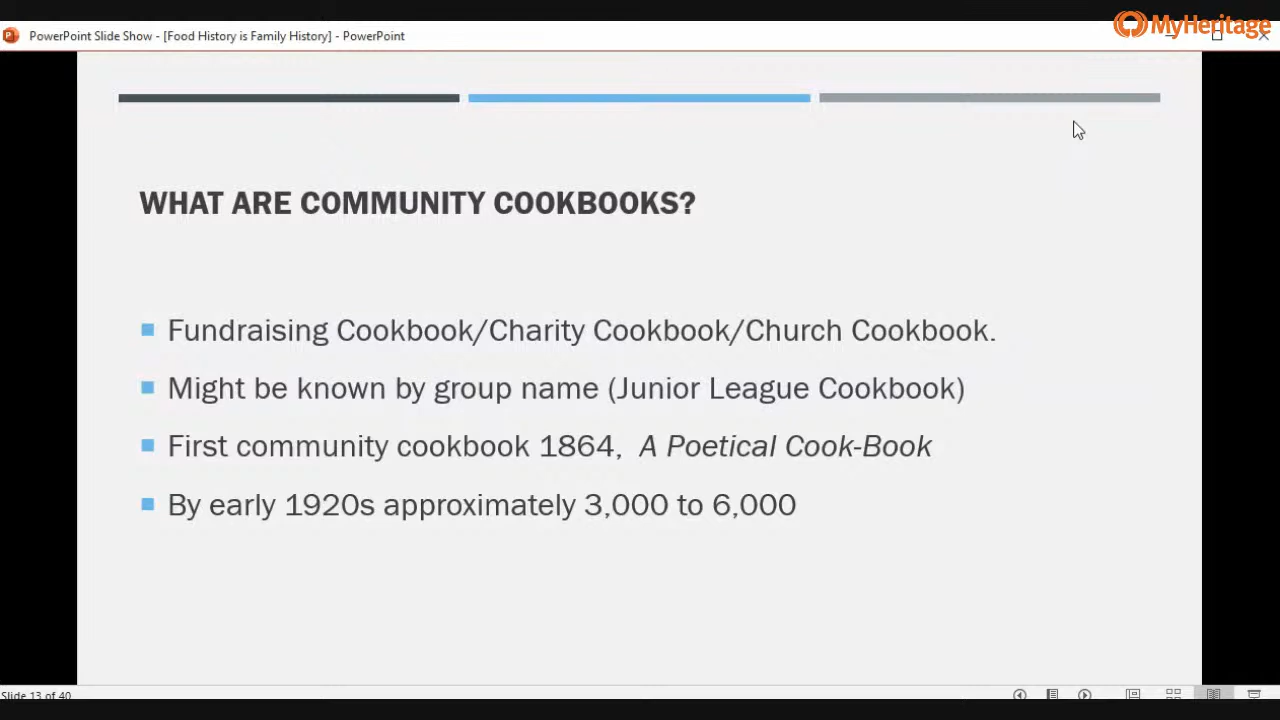 PowerPoint Slide Show - [Food History is Family History] - PowerPoint
MyHeritage
WHAT ARE COMMUNITY COOKBOOKS?
Fundraising Cookbook/Charity Cookbook/Church Cookbook.
Might be known by group name (Junior League Cookbook)
First community cookbook 1864, A Poetical Cook-Book
By early 1920s approximately 3,000 to 6,000
Slide 13 of 40